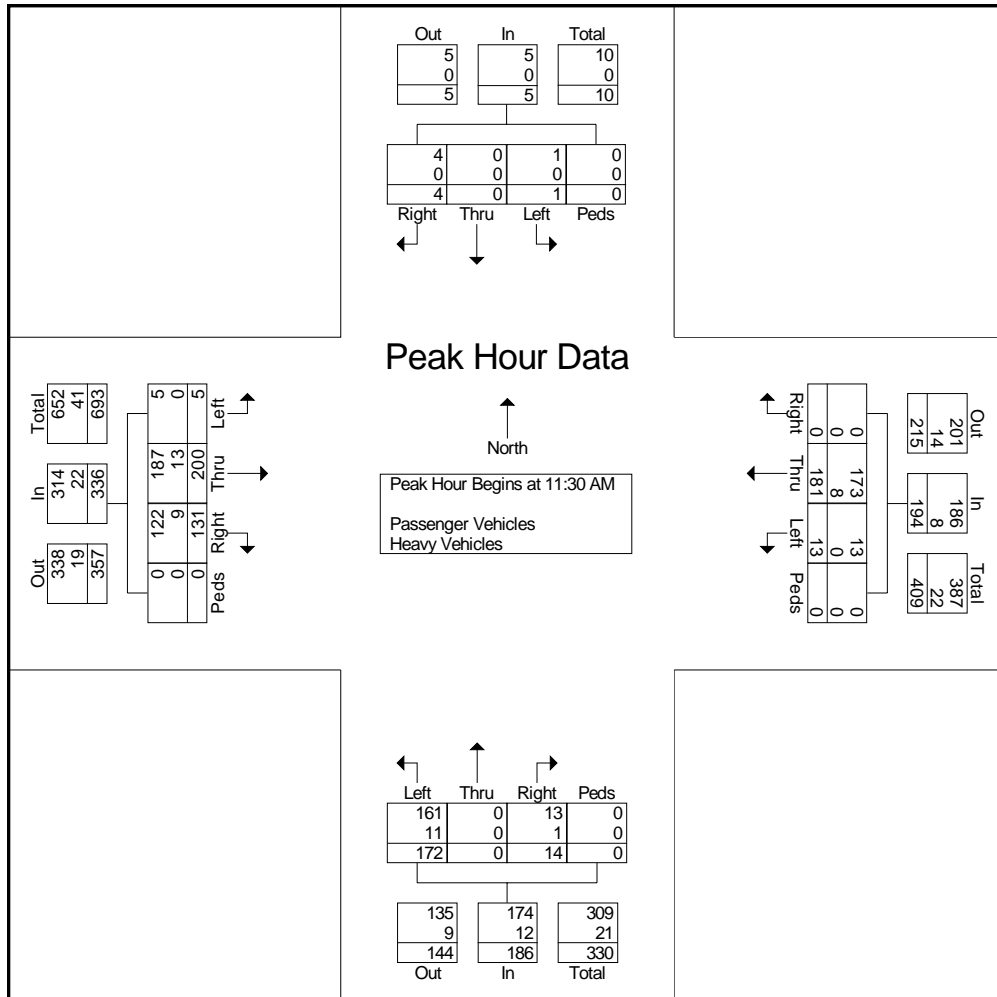 Out In Total
5 5 10
0 0 0
5 5 10
4 0 1 0
0 0 0 0
4 0 1 0
Right Thru Left Peds
Peak Hour Data
North
Peak Hour Begins at 11:30 AM
Passenger Vehicles
Heavy Vehicles
Total In Out
652 314 338
41 22 19
693 336 357
5 187 122 0
0 13 9 0
5 200 131 0
Left Thru Right Peds
Out In Total
201 186 387
14 8 22
215 194 409
0 173 13 0
0 8 0 0
0 181 13 0
Right Thru Left Peds
Left Thru Right Peds
161 0 13 0
11 0 1 0
172 0 14 0
135 174 309
9 12 21
144 186 330
Out In Total